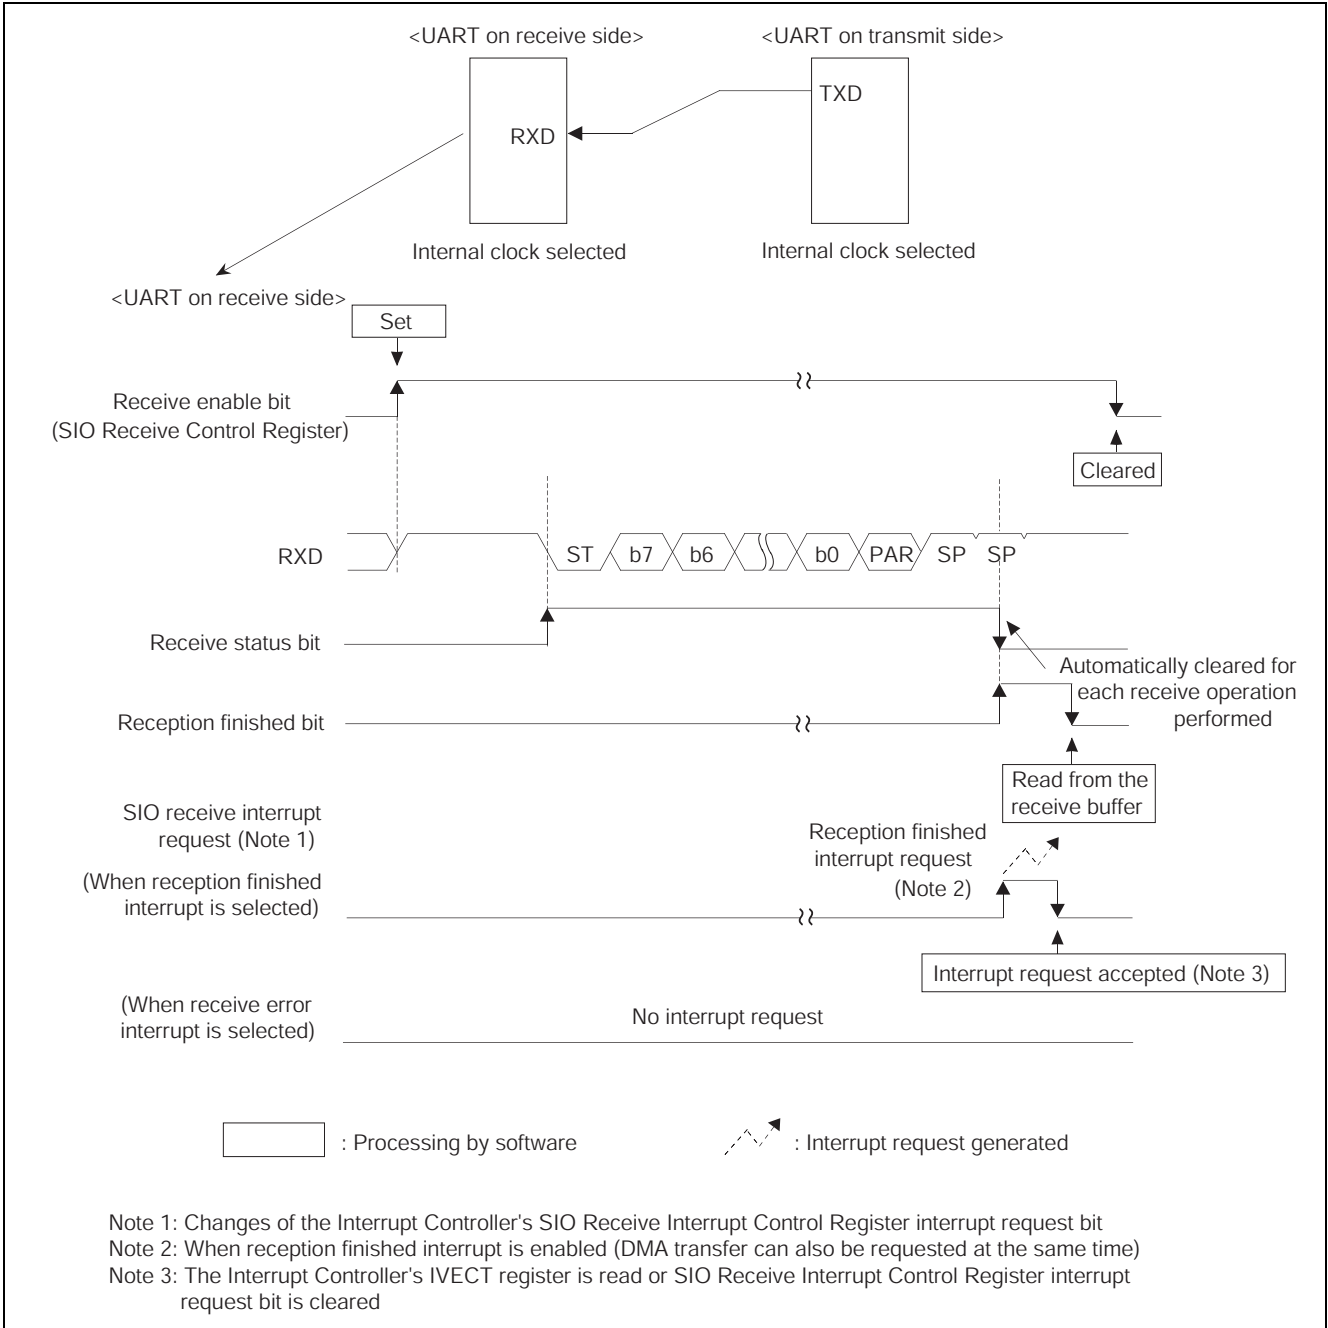 <UART on receive side>
<UART on transmit side>
TXD
RXD
Internal clock selected
Internal clock selected
<UART on receive side>
Set
Receive enable bit
(SIO Receive Control Register)
Cleared
RXD
ST
b7
b6
b0
PAR
SP
SP
Receive status bit
Automatically cleared for
each receive operation
performed
Reception finished bit
Read from the
receive buffer
SIO receive interrupt
request (Note 1)
Reception finished
interrupt request
(Note 2)
(When reception finished
interrupt is selected)
Interrupt request accepted (Note 3)
(When receive error
interrupt is selected)
No interrupt request
: Processing by software
: Interrupt request generated
Note 1: Changes of the Interrupt Controller's SIO Receive Interrupt Control Register interrupt request bit
Note 2: When reception finished interrupt is enabled (DMA transfer can also be requested at the same time)
Note 3: The Interrupt Controller's IVECT register is read or SIO Receive Interrupt Control Register interrupt
request bit is cleared